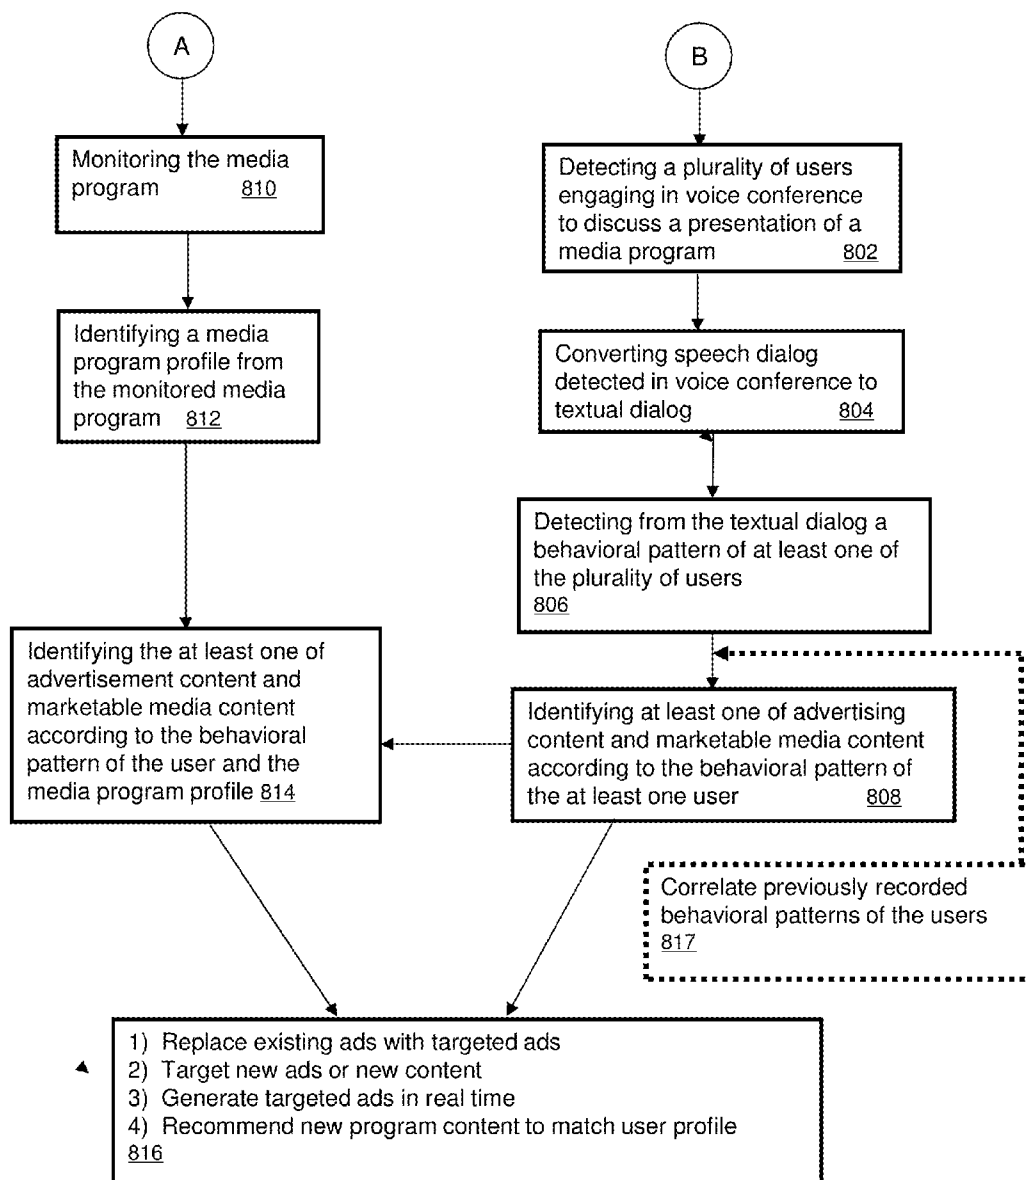 A
Monitoring the media
program 810
Identifying a media
program profile from
the monitored media
program 812
Identifying the at least one of
advertisement content and
marketable media content
according to the behavioral
pattern of the user and the
media program profile 814
B
Detecting a plurality of users
engaging in voice conference
to discuss a presentation of a
media program 802
Converting speech dialog
detected in voice conference to
textual dialog 804
Detecting from the textual dialog a
behavioral pattern of at least one of
the plurality of users
806
Identifying at least one of advertising
content and marketable media content
according to the behavioral pattern of
the at least one user 808
Correlate previously recorded
behavioral patterns of the users
817
1) Replace existing ads with targeted ads
2) Target new ads or new content
3) Generate targeted ads in real time
4) Recommend new program content to match user profile
816